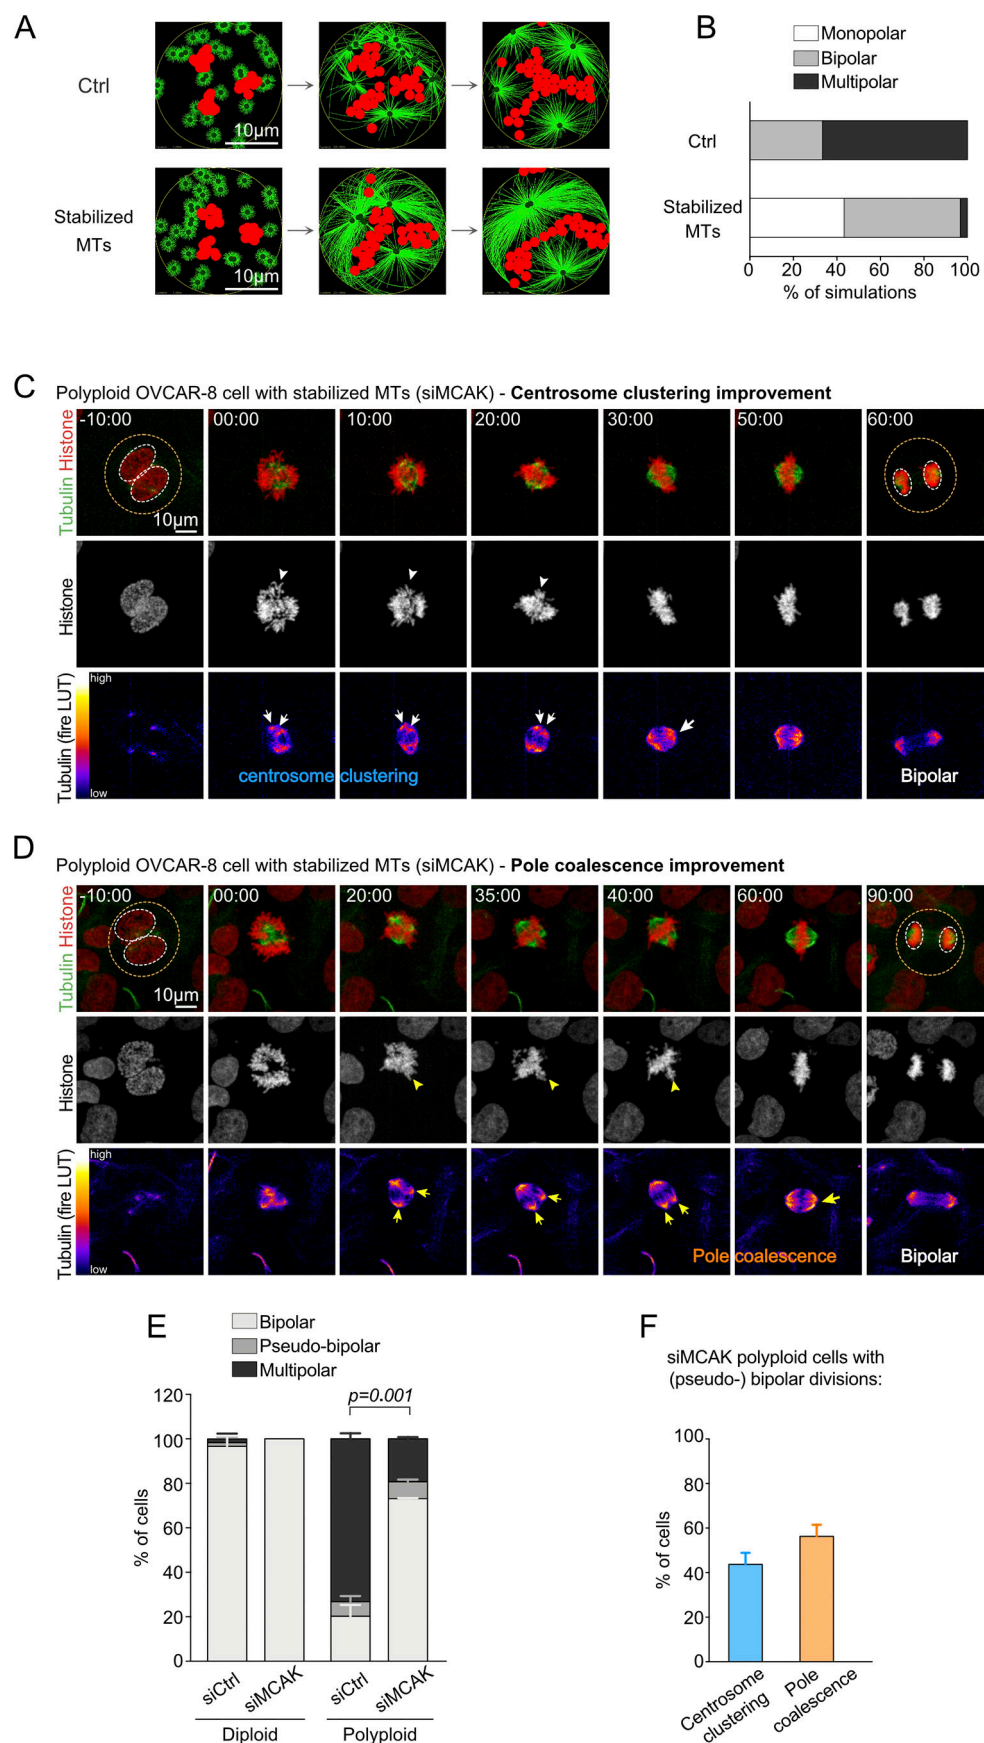 A
Ctrl
10µm
Stabilized
MTs
10µm
B
Monopolar
Bipolar
Multipolar
Ctrl
Stabilized
MTs
0 20 40 60 80 100
% of simulations
C
Polyploid OVCAR-8 cell with stabilized MTs (siMCAK) - Centrosome clustering improvement
Tubulin Histone
-10:00 00:00 10:00 20:00 30:00 50:00 60:00
10µm
Histone
Tubulin (fire LUT)
high
low
centrosome clustering
Bipolar
D
Polyploid OVCAR-8 cell with stabilized MTs (siMCAK) - Pole coalescence improvement
Tubulin Histone
-10:00 00:00 20:00 35:00 40:00 60:00 90:00
10µm
Histone
Tubulin (fire LUT)
high
low
Pole coalescence
Bipolar
E
Bipolar
Pseudo-bipolar
Multipolar
% of cells
120
100
80
60
40
20
0
p=0.001
siCtrl siMCAK siCtrl siMCAK
Diploid Polyploid
F
siMCAK polyploid cells with
(pseudo-) bipolar divisions:
% of cells
100
80
60
40
20
0
Centrosome
clustering
Pole
coalescence